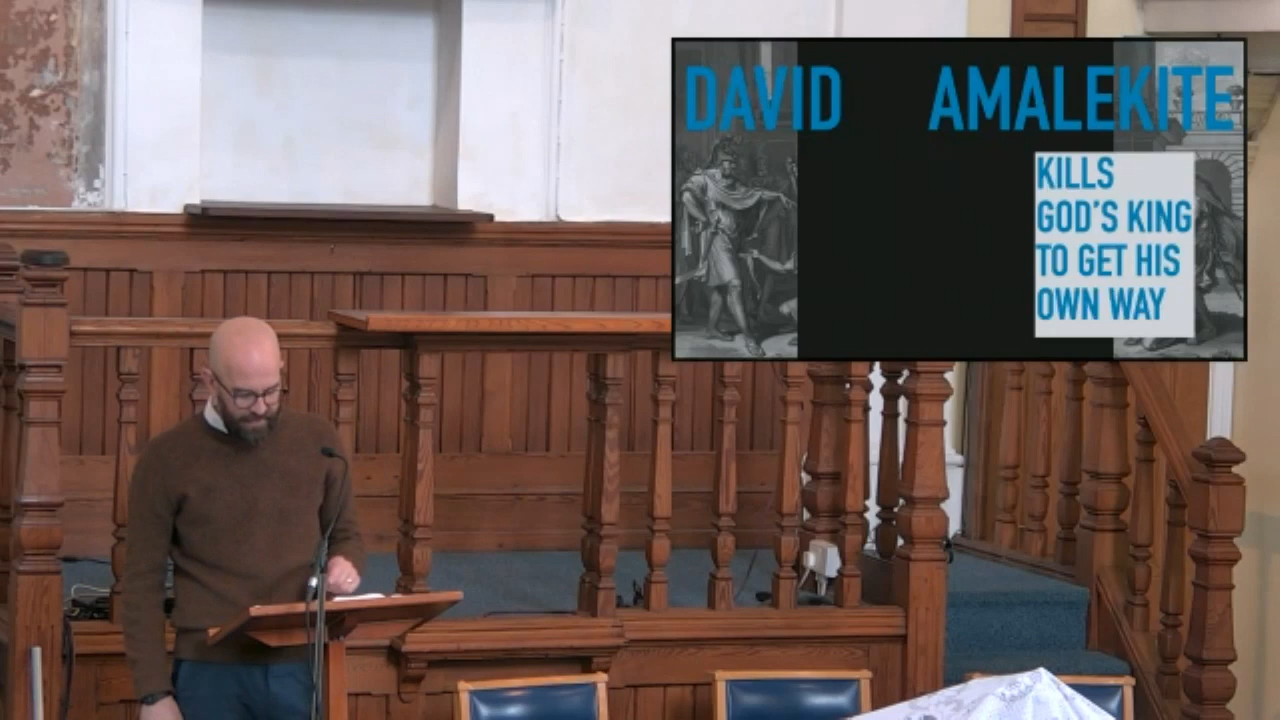 DAVID AMALEKITE
KILLS
GOD'S KING
TO GET HIS
OWN WAY